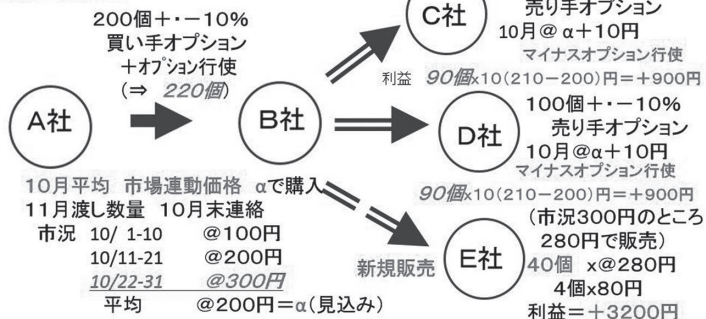 200個+・-10%
買い手オプション
+オプション行使
(⇒ 220個)
A社
B社
C社
売り手オプション
10月@α+10円
マイナスオプション行使
利益 90個x10(210-200)円=+900円
D社
100個+・-10%
売り手オプション
10月@α+10円
マイナスオプション行使
90個x10(210-200)円=+900円
10月平均 市場連動価格 αで購入
11月渡し数量 10月末連絡
市況 10/ 1-10 @100円
10/11-21 @200円
10/22-31 @300円
平均 @200円=α(見込み)
新規販売
E社
(市況300円のところ
280円で販売)
40個 x@280円
4個x80円
利益=+3200円